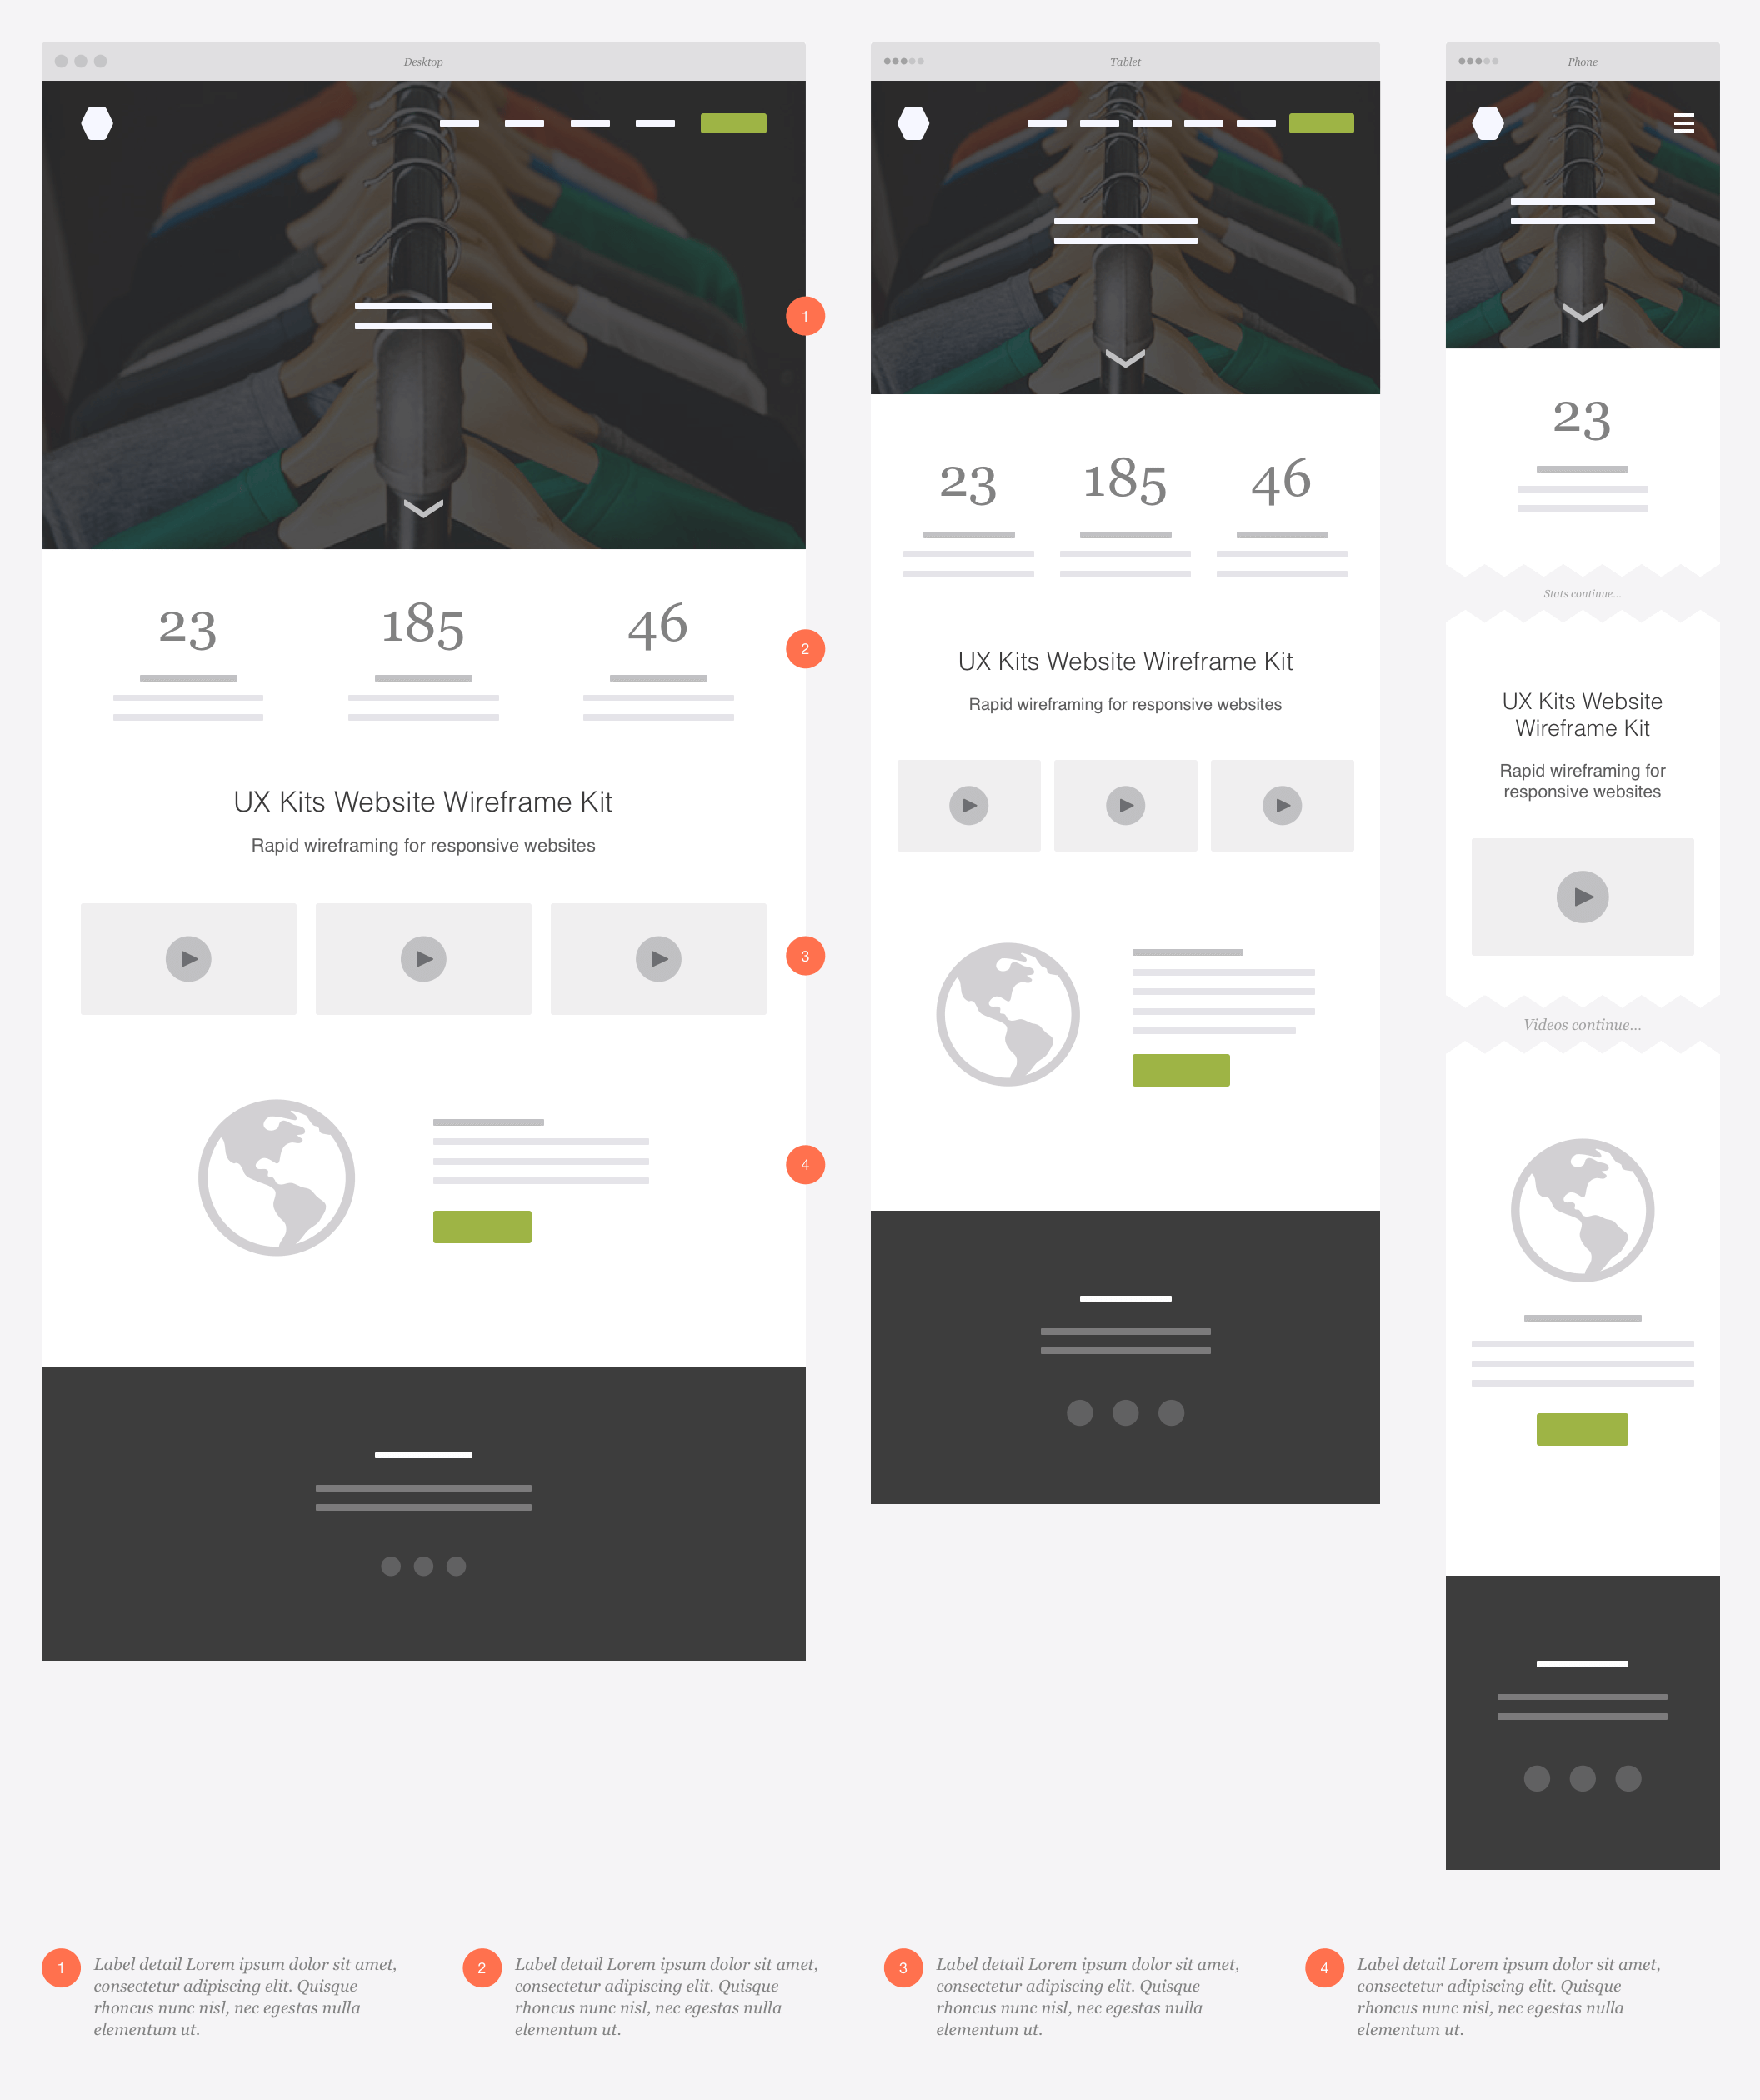 Desktop
1
23
185
46
2
UX Kits Website Wireframe Kit
Rapid wireframing for responsive websites
3
4
Tablet
23
185
46
UX Kits Website Wireframe Kit
Rapid wireframing for responsive websites
Phone
23
Stats continue...
UX Kits Website
Wireframe Kit
Rapid wireframing for
responsive websites
Videos continue...
1
Label detail Lorem ipsum dolor sit amet,
consectetur adipiscing elit. Quisque
rhoncus nunc nisl, nec egestas nulla
elementum ut.
2
Label detail Lorem ipsum dolor sit amet,
consectetur adipiscing elit. Quisque
rhoncus nunc nisl, nec egestas nulla
elementum ut.
3
Label detail Lorem ipsum dolor sit amet,
consectetur adipiscing elit. Quisque
rhoncus nunc nisl, nec egestas nulla
elementum ut.
4
Label detail Lorem ipsum dolor sit amet,
consectetur adipiscing elit. Quisque
rhoncus nunc nisl, nec egestas nulla
elementum ut.